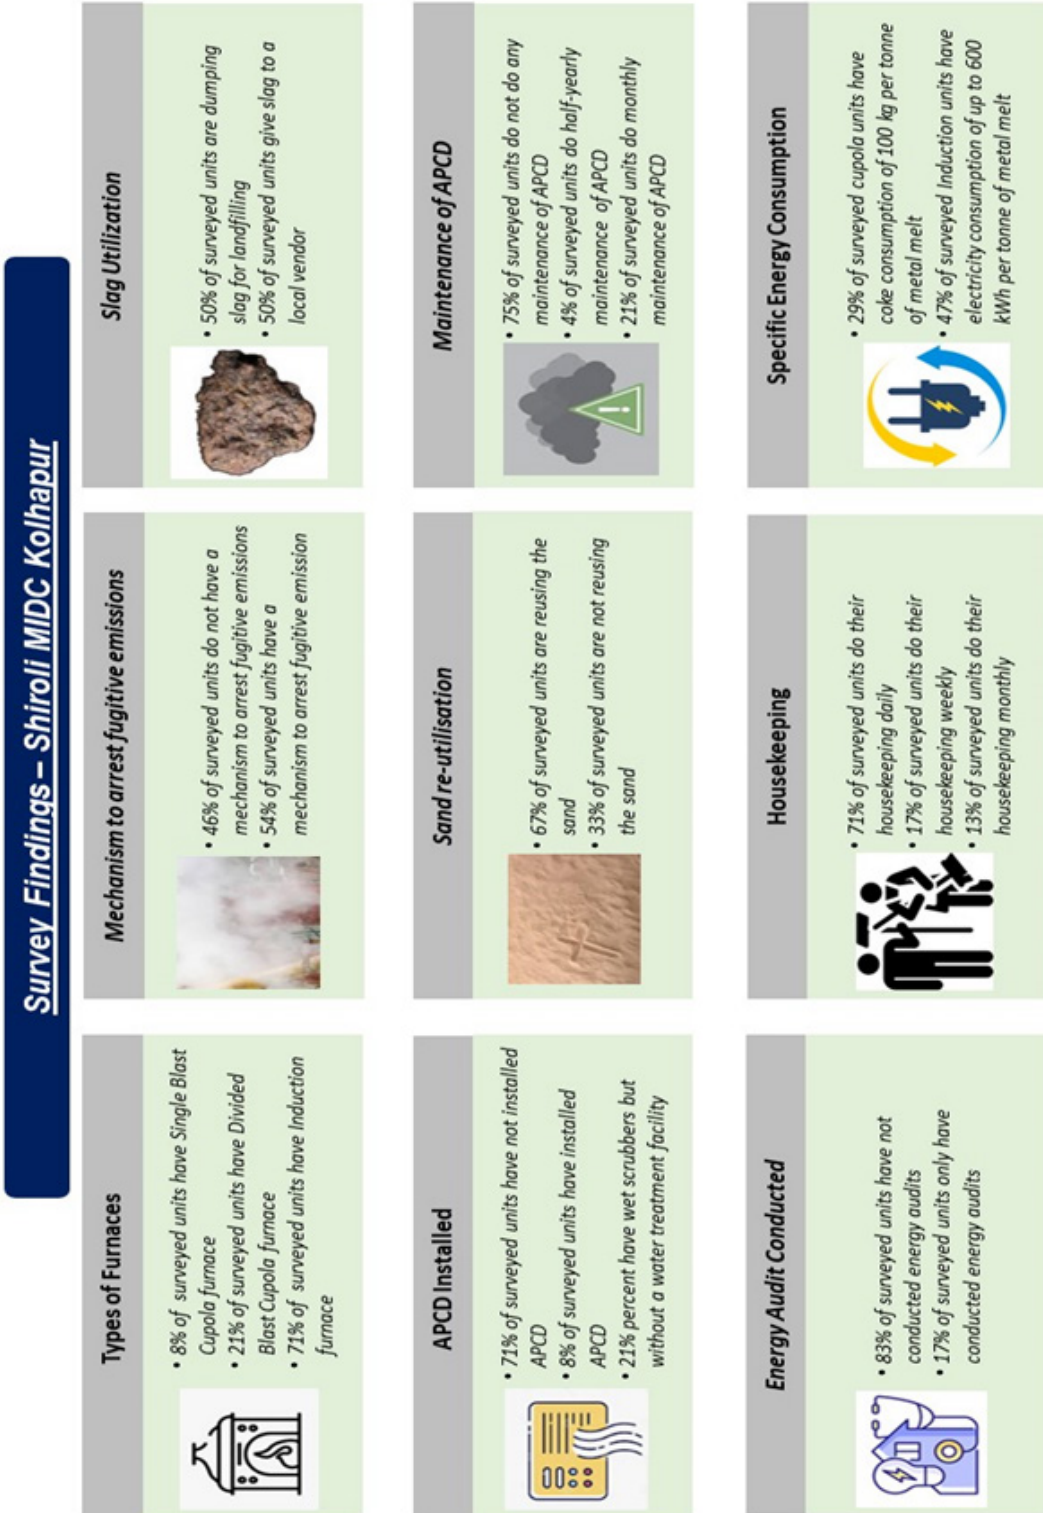 Survey Findings – Shiroli MIDC Kolhapur
Types of Furnaces
• 8% of surveyed units have Single Blast
Cupola furnace
• 21% of surveyed units have Divided
Blast Cupola furnace
• 71% of surveyed units have Induction
furnace
Mechanism to arrest fugitive emissions
• 46% of surveyed units do not have a
mechanism to arrest fugitive emissions
• 54% of surveyed units have a
mechanism to arrest fugitive emission
Slag Utilization
• 50% of surveyed units are dumping
slag for landfilling
• 50% of surveyed units give slag to a
local vendor
APCD Installed
• 71% of surveyed units have not installed
APCD
• 8% of surveyed units have installed
APCD
• 21% percent have wet scrubbers but
without a water treatment facility
Sand re-utilisation
• 67% of surveyed units are reusing the
sand
• 33% of surveyed units are not reusing
the sand
Maintenance of APCD
• 75% of surveyed units do not do any
maintenance of APCD
• 4% of surveyed units do half-yearly
maintenance of APCD
• 21% of surveyed units do monthly
maintenance of APCD
Energy Audit Conducted
• 83% of surveyed units have not
conducted energy audits
• 17% of surveyed units only have
conducted energy audits
Housekeeping
• 71% of surveyed units do their
housekeeping daily
• 17% of surveyed units do their
housekeeping weekly
• 13% of surveyed units do their
housekeeping monthly
Specific Energy Consumption
• 29% of surveyed cupola units have
coke consumption of 100 kg per tonne
of metal melt
• 47% of surveyed Induction units have
electricity consumption of up to 600
kWh per tonne of metal melt